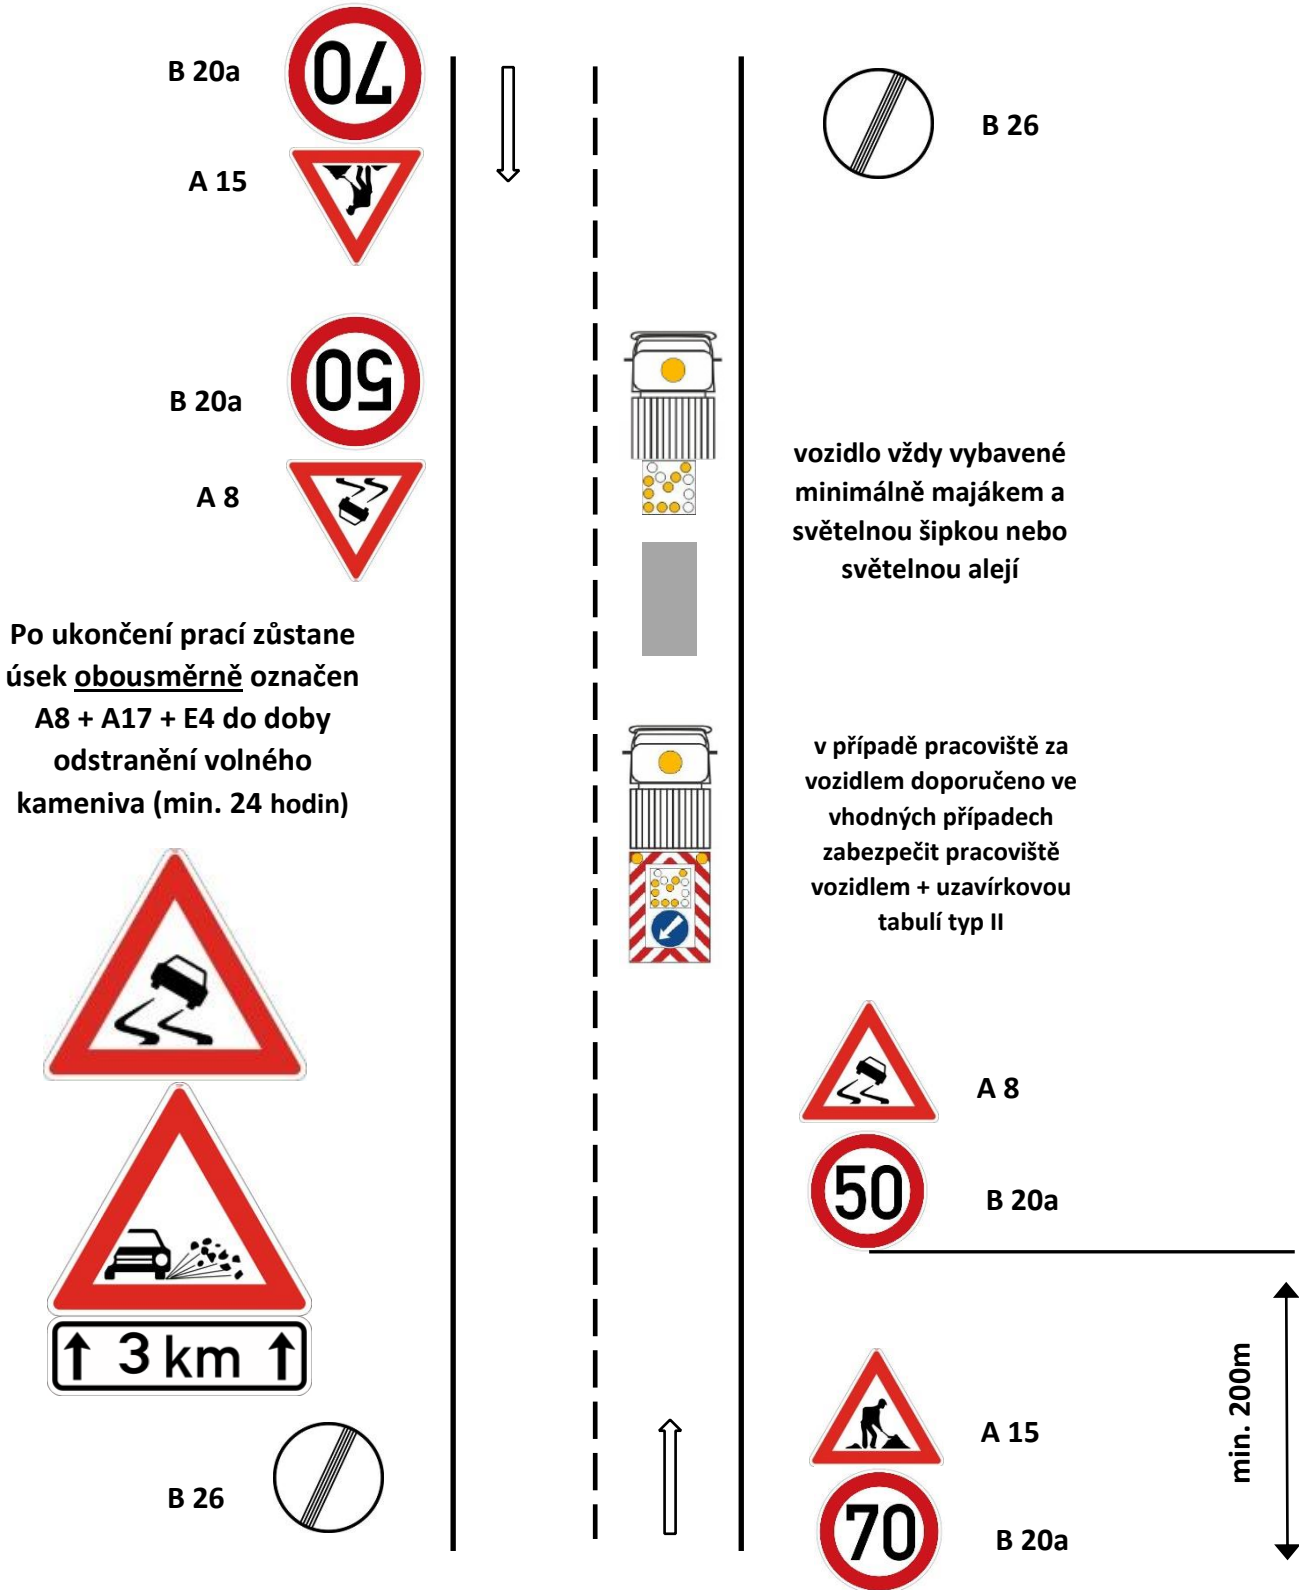 70
B 20a
A 15
B 26
50
B 20a
A 8
vozidlo vždy vybavené
minimálně majákem a
světelnou šipkou nebo
světelnou alejí
Po ukončení prací zůstane
úsek obousměrně označen
A8 + A17 + E4 do doby
odstranění volného
kameniva (min. 24 hodin)
v případě pracoviště za
vozidlem doporučeno ve
vhodných případech
zabezpečit pracoviště
vozidlem + uzavírkovou
tabulí typ II
A 8
50
B 20a
3 km
min. 200m
A 15
B 26
70
B 20a